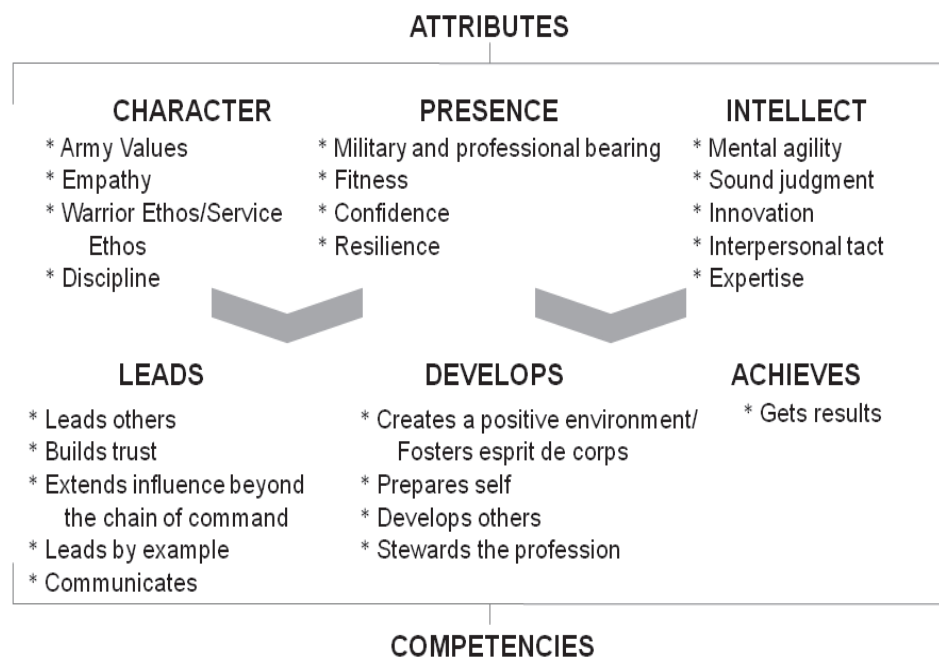 ATTRIBUTES
CHARACTER
* Army Values
* Empathy
* Warrior Ethos/Service
Ethos
* Discipline
PRESENCE
* Military and professional bearing
* Fitness
* Confidence
* Resilience
INTELLECT
* Mental agility
* Sound judgment
* Innovation
* Interpersonal tact
* Expertise
LEADS
* Leads others
* Builds trust
* Extends influence beyond
the chain of command
* Leads by example
* Communicates
DEVELOPS
* Creates a positive environment/
Fosters esprit de corps
* Prepares self
* Develops others
* Stewards the profession
ACHIEVES
* Gets results
COMPETENCIES